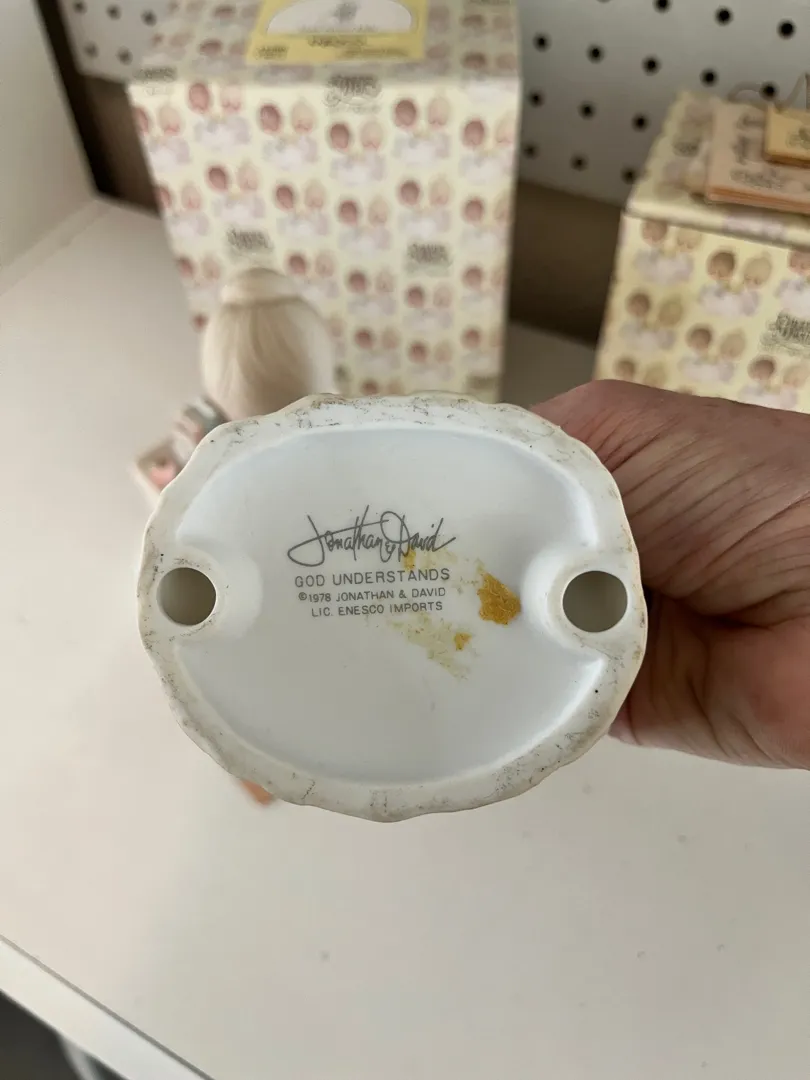 Jonathan & David
GOD UNDERSTANDS
©1978 JONATHAN & DAVID
LIC. ENESCO IMPORTS